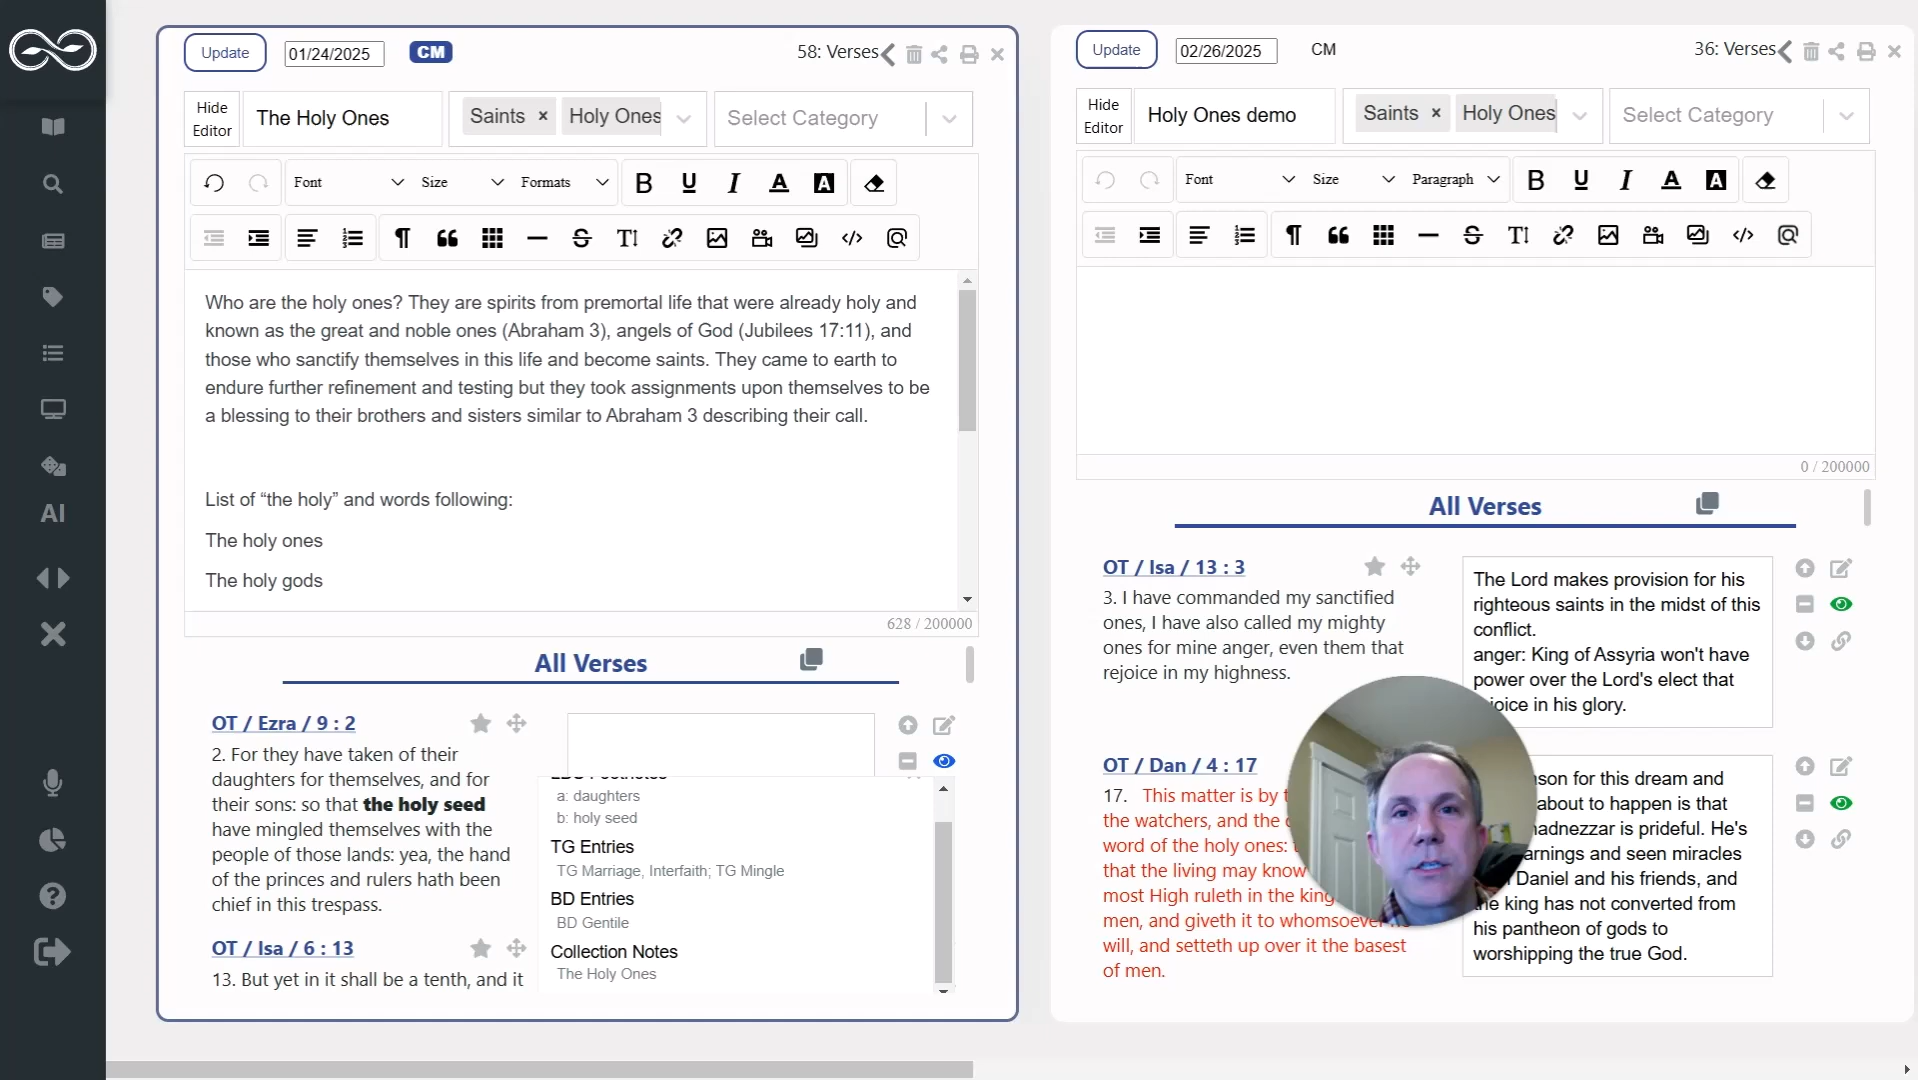 Update
01/24/2025
CM
58: Verses
Hide
Editor
The Holy Ones
Saints ×
Holy Ones
Select Category
Font
Size
Formats
Who are the holy ones? They are spirits from premortal life that were already holy and
known as the great and noble ones (Abraham 3), angels of God (Jubilees 17:11), and
those who sanctify themselves in this life and become saints. They came to earth to
endure further refinement and testing but they took assignments upon themselves to be
a blessing to their brothers and sisters similar to Abraham 3 describing their call.
List of “the holy” and words following:
The holy ones
The holy gods
628 / 200000
All Verses
OT / Ezra / 9 : 2
2. For they have taken of their
daughters for themselves, and for
their sons: so that the holy seed
have mingled themselves with the
people of those lands: yea, the hand
of the princes and rulers hath been
chief in this trespass.
a: daughters
b: holy seed
TG Entries
TG Marriage, Interfaith; TG Mingle
BD Entries
BD Gentile
Collection Notes
The Holy Ones
OT / Isa / 6 : 13
13. But yet in it shall be a tenth, and it
AI
Update
02/26/2025
CM
36: Verses
Hide
Editor
Holy Ones demo
Saints ×
Holy Ones
Select Category
Font
Size
Paragraph
0 / 200000
All Verses
OT / Isa / 13 : 3
3. I have commanded my sanctified
ones, I have also called my mighty
ones for mine anger, even them that
rejoice in my highness.
The Lord makes provision for his
righteous saints in the midst of this
conflict.
anger: King of Assyria won't have
power over the Lord's elect that
joice in his glory.
OT / Dan / 4 : 17
17. This matter is by
the watchers, and the
word of the holy ones:
that the living may know
most High ruleth in the king
men, and giveth it to whomsoever
will, and setteth up over it the basest
of men.
son for this dream and
about to happen is that
adnezzar is prideful. He's
arnings and seen miracles
Daniel and his friends, and
the king has not converted from
his pantheon of gods to
worshipping the true God.